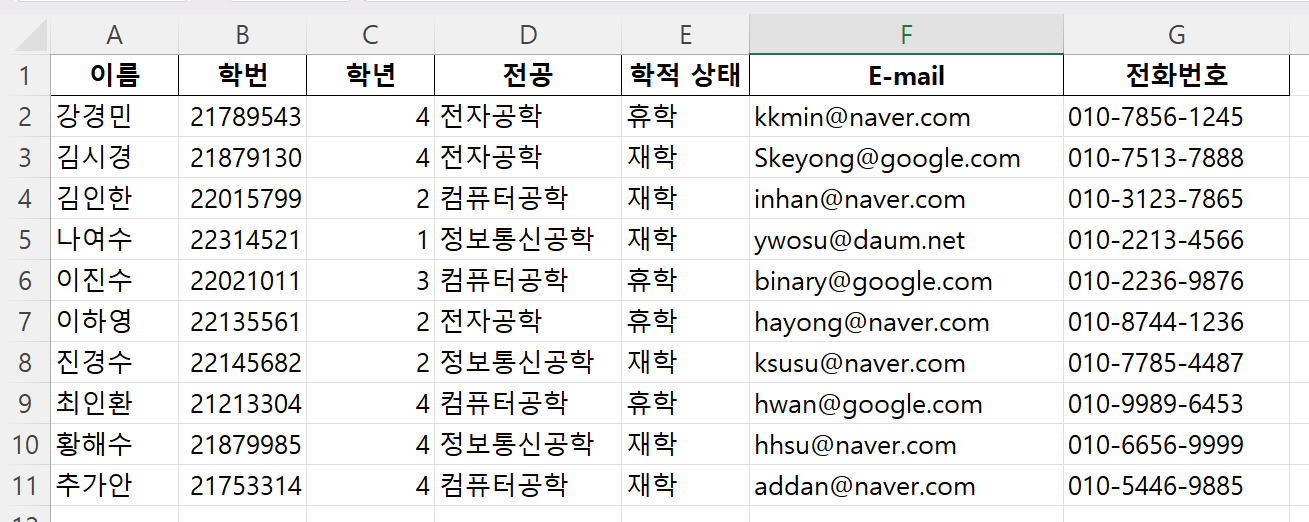 A B C D E F G
1 이름 학번 학년 전공 학적 상태 E-mail 전화번호
2 강경민 21789543 4 전자공학 휴학 kkmin@naver.com 010-7856-1245
3 김시경 21879130 4 전자공학 재학 Skeyong@google.com 010-7513-7888
4 김인한 22015799 2 컴퓨터공학 재학 inhan@naver.com 010-3123-7865
5 나여수 22314521 1 정보통신공학 재학 ywosu@daum.net 010-2213-4566
6 이진수 22021011 3 컴퓨터공학 휴학 binary@google.com 010-2236-9876
7 이하영 22135561 2 전자공학 휴학 hayong@naver.com 010-8744-1236
8 진경수 22145682 2 정보통신공학 재학 ksusu@naver.com 010-7785-4487
9 최인환 21213304 4 컴퓨터공학 휴학 hwan@google.com 010-9989-6453
10 황해수 21879985 4 정보통신공학 재학 hhsu@naver.com 010-6656-9999
11 추가안 21753314 4 컴퓨터공학 재학 addan@naver.com 010-5446-9885